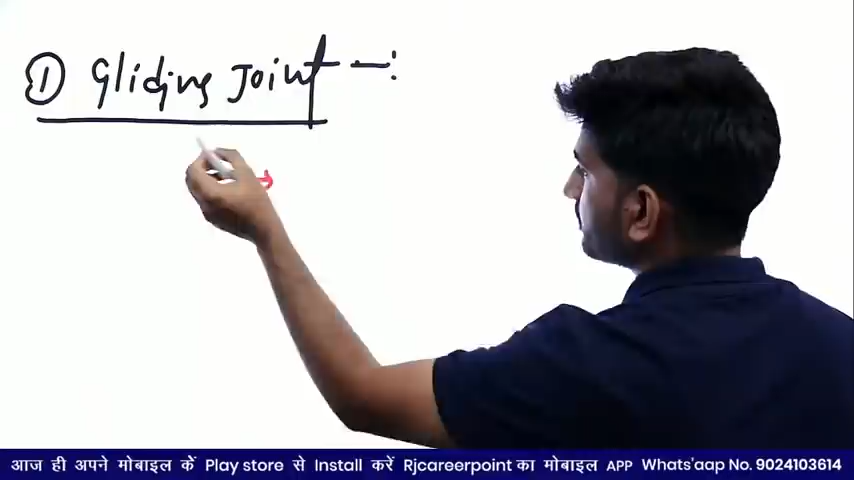 ① Gliding Joint -:
आज ही अपने मोबाइल के Play store से Install करें Rjcareerpoint का मोबाइल APP Whats'aap No. 9024103614